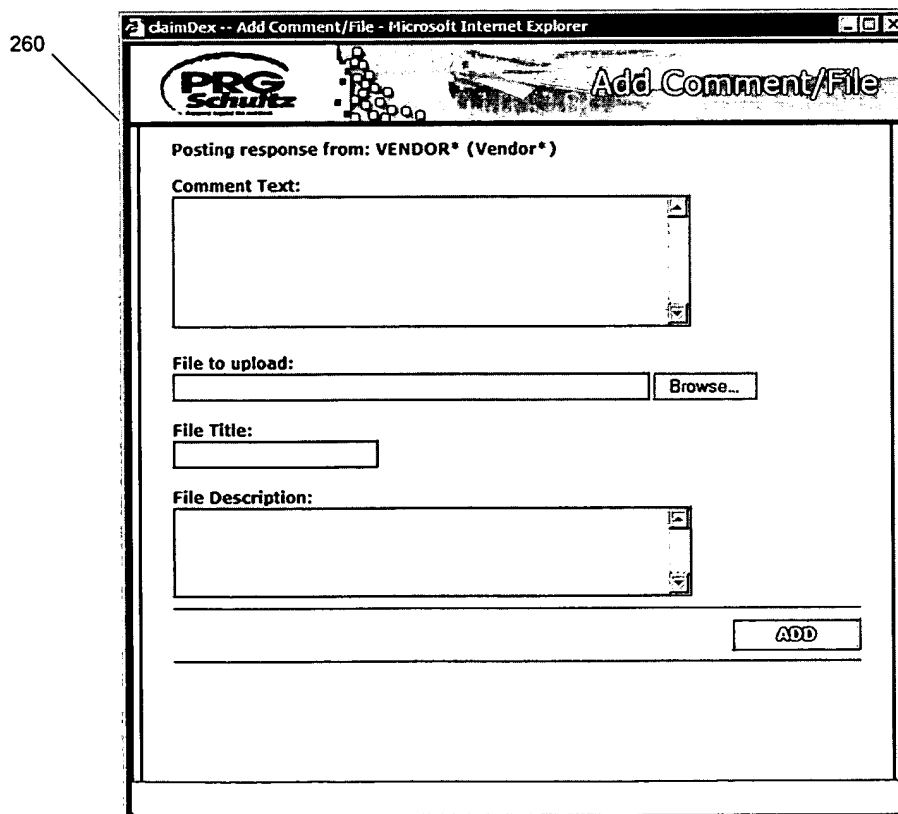 260
claimDex -- Add Comment/File - Microsoft Internet Explorer
PRG
Schultz
Add Comment/File
Posting response from: VENDOR* (Vendor*)
Comment Text:
File to upload:
Browse...
File Title:
File Description:
ADD